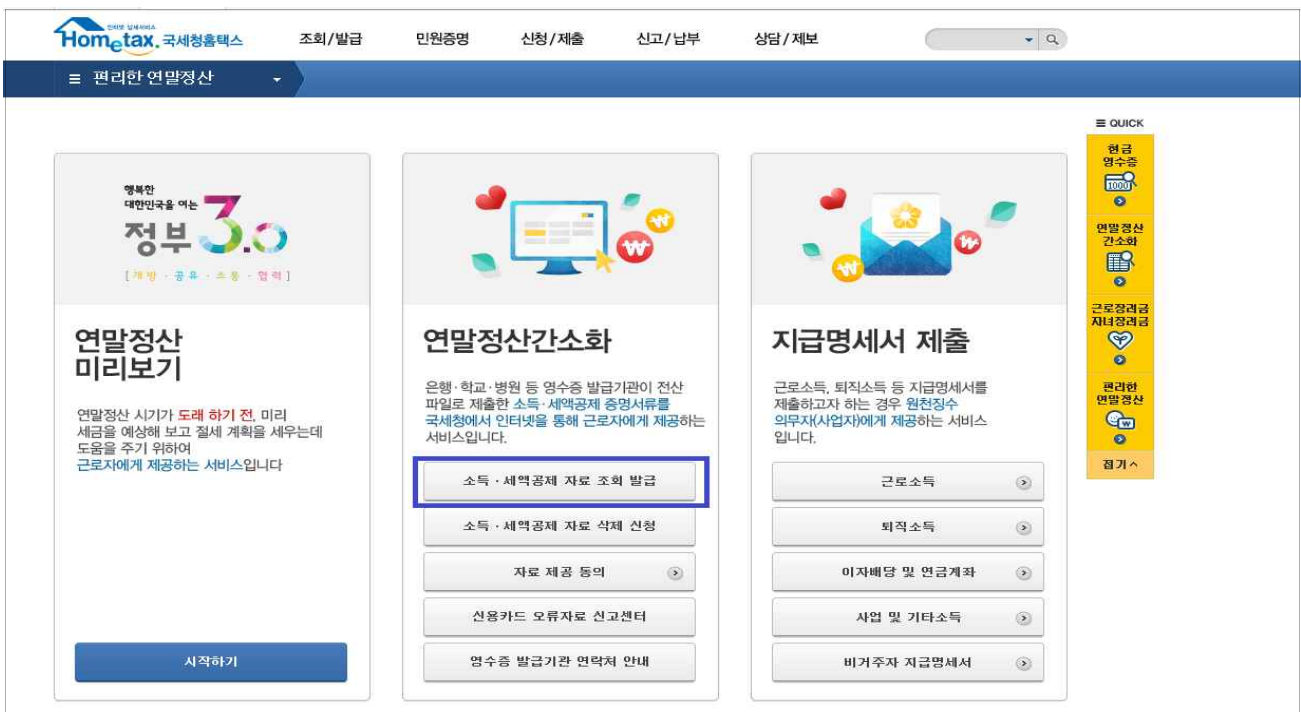 인터넷 납세서비스
Hometax. 국세청홈택스
조회/발급
민원증명
신청/제출
신고/납부
상담/제보
편리한 연말정산
QUICK
현금
영수증
1000
연말정산
간소화
근로장려금
자녀장려금
편리한
연말정산
접기
행복한
대한민국을 여는
정부3.0
[개방 · 공유 · 소통 · 협력]
연말정산
미리보기
연말정산 시기가 도래 하기 전, 미리
세금을 예상해 보고 절세 계획을 세우는데
도움을 주기 위하여
근로자에게 제공하는 서비스입니다
시작하기
연말정산간소화
은행·학교·병원 등 영수증 발급기관이 전산
파일로 제출한 소득·세액공제 증명서류를
국세청에서 인터넷을 통해 근로자에게 제공하는
서비스입니다.
소득·세액공제 자료 조회 발급
소득·세액공제 자료 삭제 신청
자료 제공 동의
신용카드 오류자료 신고센터
영수증 발급기관 연락처 안내
지급명세서 제출
근로소득, 퇴직소득 등 지급명세서를
제출하고자 하는 경우 원천징수
의무자(사업자)에게 제공하는 서비스
입니다.
근로소득
퇴직소득
이자배당 및 연금계좌
사업 및 기타소득
비거주자 지급명세서